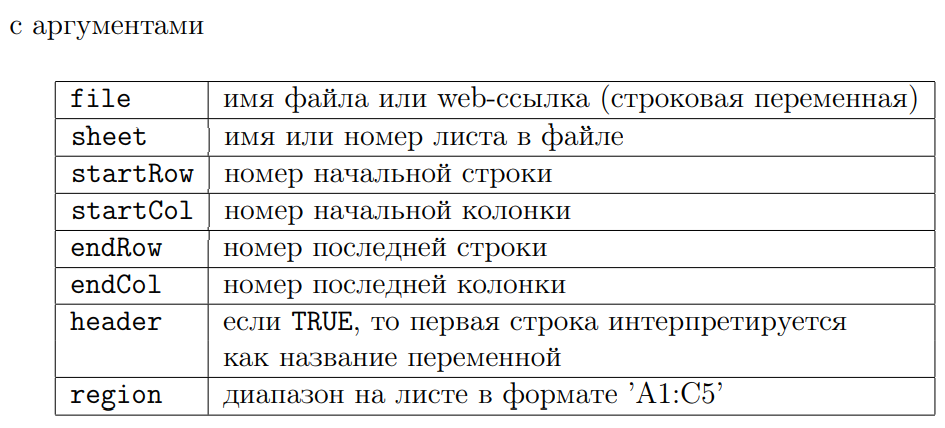 с аргументами
file имя файла или web-ссылка (строковая переменная)
sheet имя или номер листа в файле
startRow номер начальной строки
startCol номер начальной колонки
endRow номер последней строки
endCol номер последней колонки
header если TRUE, то первая строка интерпретируется
как название переменной
region диапазон на листе в формате ’A1:C5’